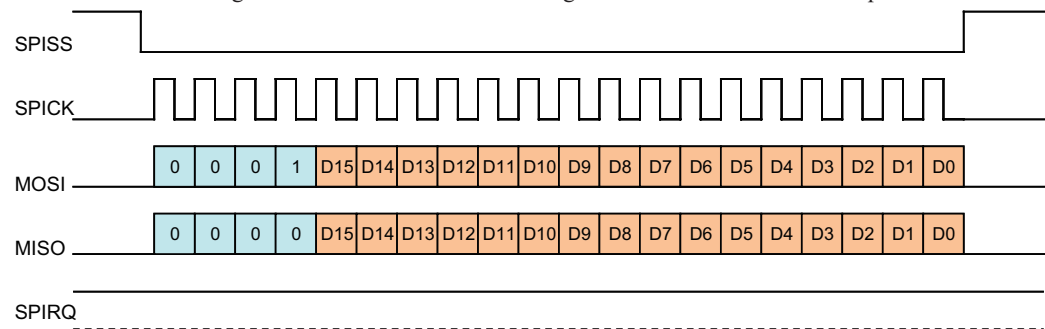 SPISS
SPICK
MOSI 0 0 0 1 D15 D14 D13 D12 D11 D10 D9 D8 D7 D6 D5 D4 D3 D2 D1 D0
MISO 0 0 0 0 D15 D14 D13 D12 D11 D10 D9 D8 D7 D6 D5 D4 D3 D2 D1 D0
SPIRQ